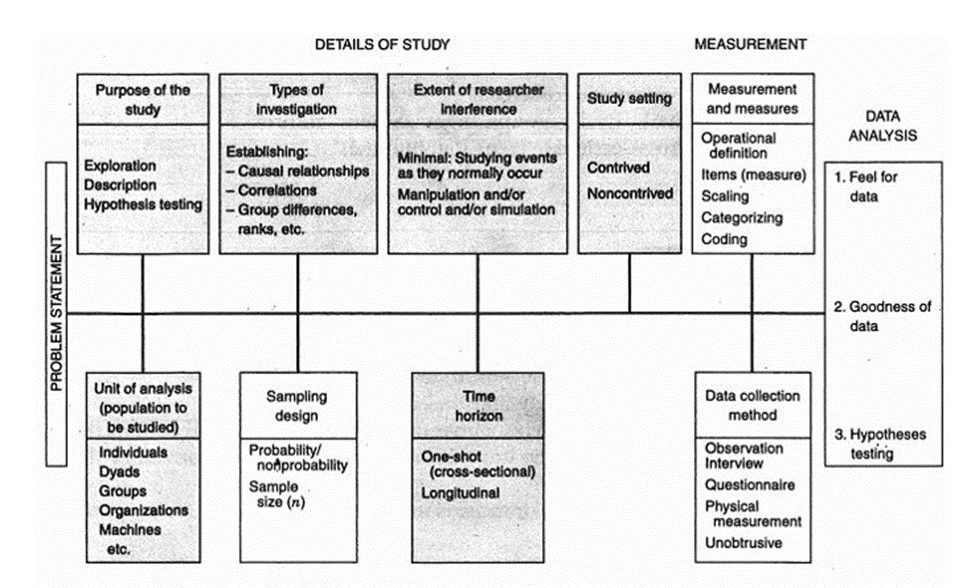 DETAILS OF STUDY
MEASUREMENT
Purpose of the
study
Exploration
Description
Hypothesis testing
Types of
investigation
Establishing:
– Causal relationships
– Correlations
– Group differences,
ranks, etc.
Extent of researcher
interference
Minimal: Studying events
as they normally occur
Manipulation and/or
control and/or simulation
Study setting
Contrived
Noncontrived
Measurement
and measures
Operational
definition
Items (measure)
Scaling
Categorizing
Coding
DATA
ANALYSIS
1. Feel for
data
2. Goodness of
data
3. Hypotheses
testing
PROBLEM STATEMENT
Unit of analysis
(population to
be studied)
Individuals
Dyads
Groups
Organizations
Machines
etc.
Sampling
design
Probability/
nonprobability
Sample
size (n)
Time
horizon
One-shot
(cross-sectional)
Longitudinal
Data collection
method
Observation
Interview
Questionnaire
Physical
measurement
Unobtrusive